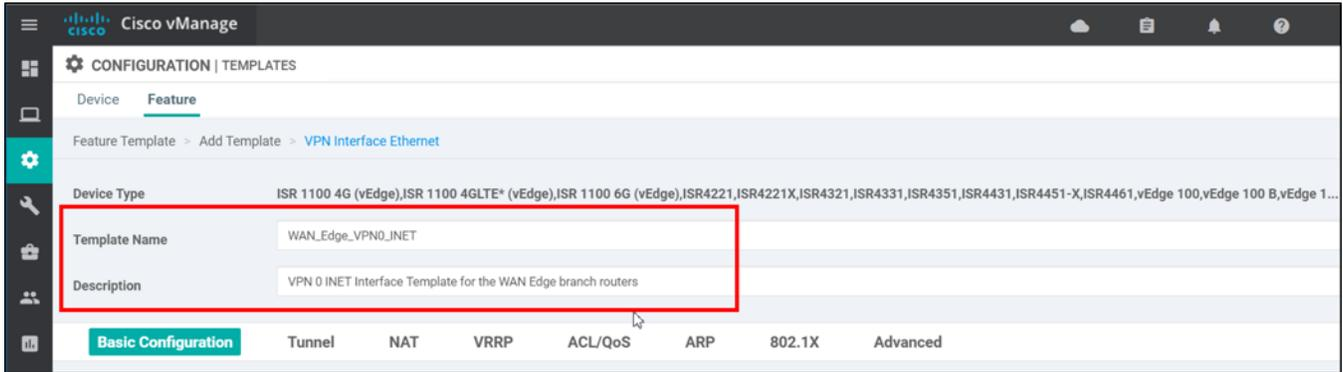 CISCO Cisco vManage
CONFIGURATION | TEMPLATES
Device Feature
Feature Template > Add Template > VPN Interface Ethernet
Device Type ISR 1100 4G (vEdge),ISR 1100 4GLTE* (vEdge),ISR 1100 6G (vEdge),ISR4221,ISR4221X,ISR4321,ISR4331,ISR4351,ISR4431,ISR4451-X,ISR4461,vEdge 100,vEdge 100 B,vEdge 1...
Template Name WAN_Edge_VPN0_INET
Description VPN 0 INET Interface Template for the WAN Edge branch routers
Basic Configuration Tunnel NAT VRRP ACL/QoS ARP 802.1X Advanced